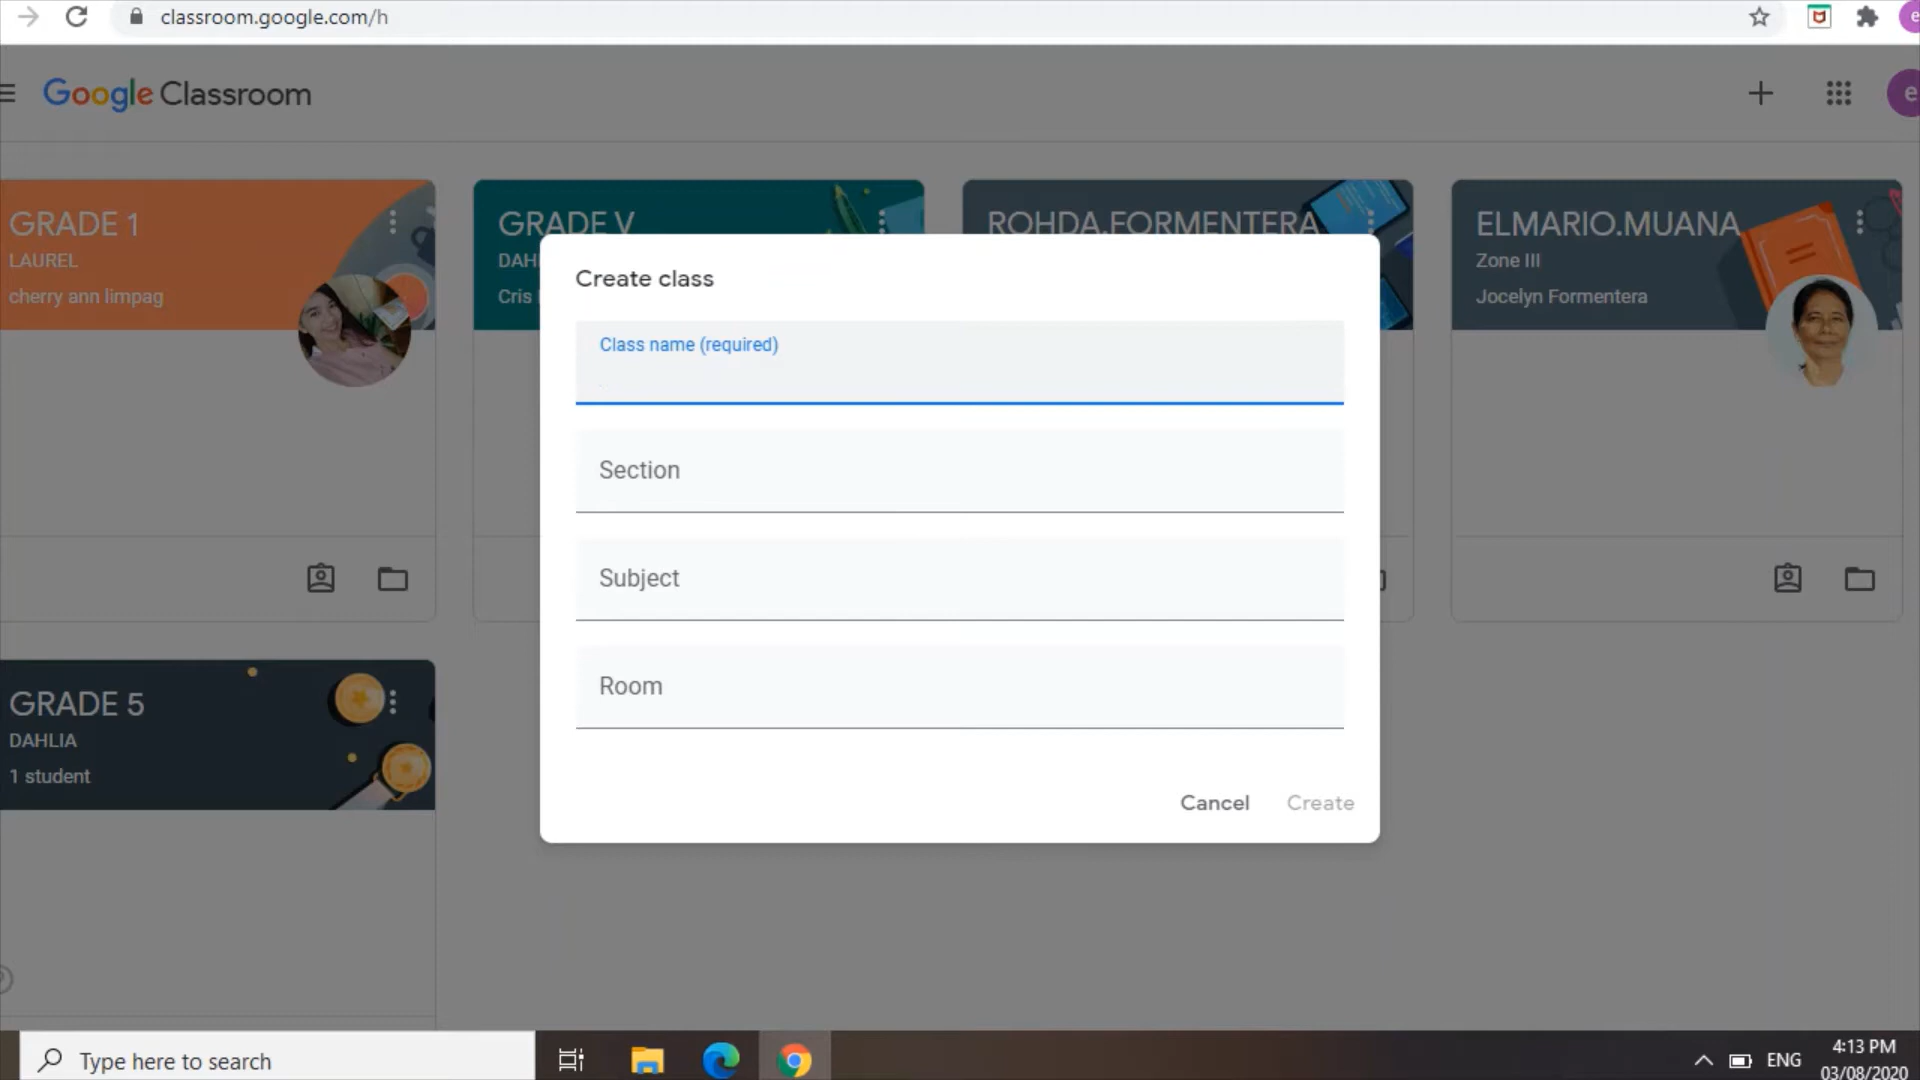 classroom.google.com/h
e
Google Classroom
e
GRADE 1
LAUREL
cherry ann limpag
GRADE V
DAHL
Cris
ROHDA.FORMENTERA
ELMARIO.MUANA
Zone III
Jocelyn Formentera
Create class
Class name (required)
Section
Subject
Room
Cancel
Create
GRADE 5
DAHLIA
1 student
Type here to search
ENG
4:13 PM
03/08/2020